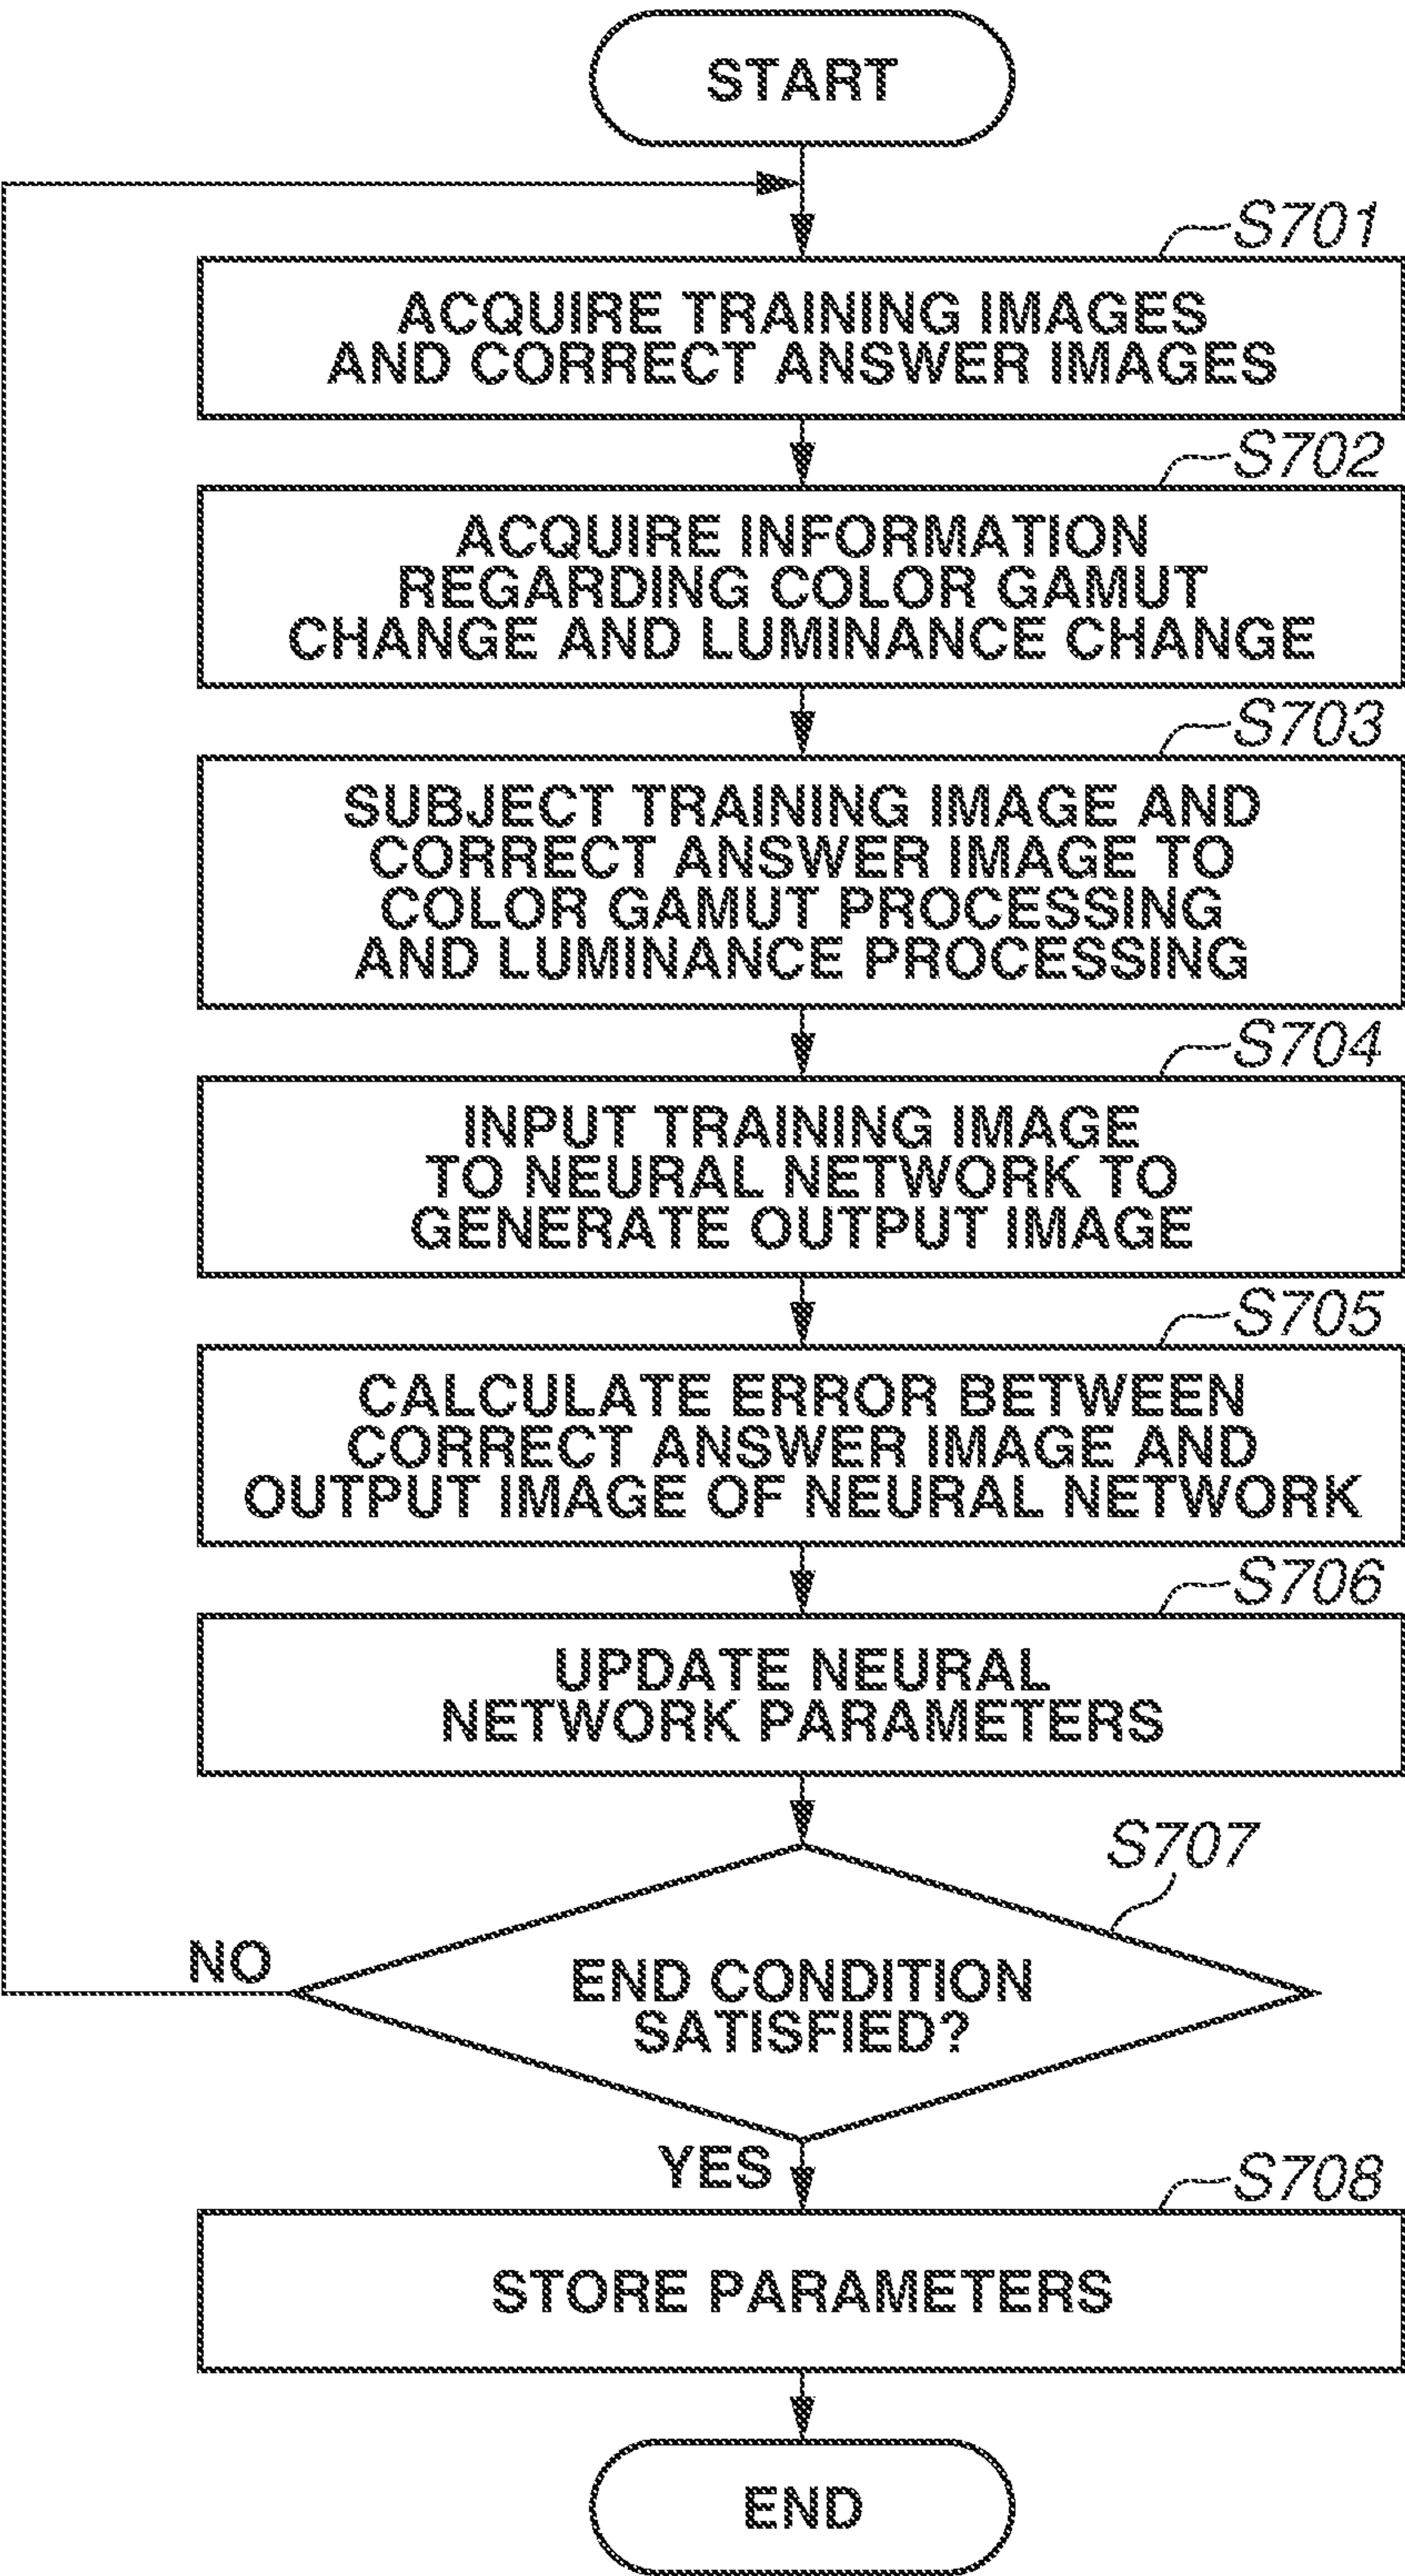 START
S701
ACQUIRE TRAINING IMAGES
AND CORRECT ANSWER IMAGES
S702
ACQUIRE INFORMATION
REGARDING COLOR GAMUT
CHANGE AND LUMINANCE CHANGE
S703
SUBJECT TRAINING IMAGE AND
CORRECT ANSWER IMAGE TO
COLOR GAMUT PROCESSING
AND LUMINANCE PROCESSING
S704
INPUT TRAINING IMAGE
TO NEURAL NETWORK TO
GENERATE OUTPUT IMAGE
S705
CALCULATE ERROR BETWEEN
CORRECT ANSWER IMAGE AND
OUTPUT IMAGE OF NEURAL NETWORK
S706
UPDATE NEURAL
NETWORK PARAMETERS
S707
NO
END CONDITION
SATISFIED?
YES
S708
STORE PARAMETERS
END